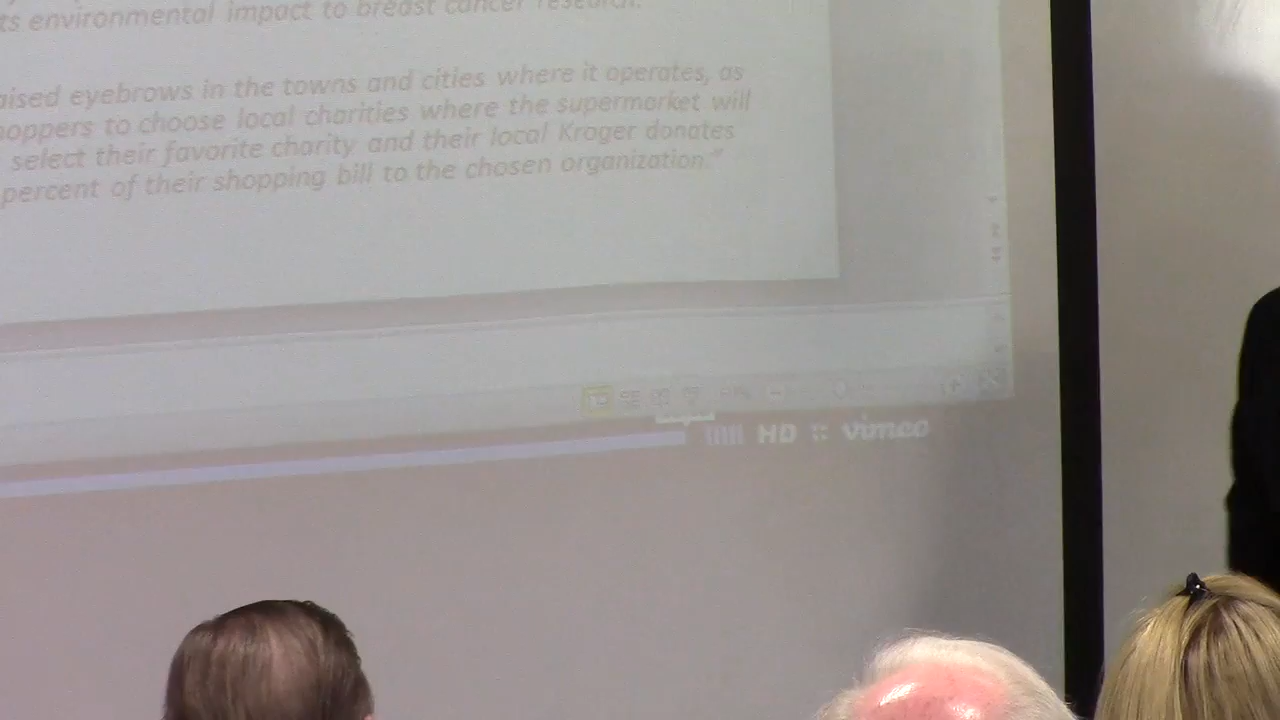 ts environmental impact to breast cancer research.
aised eyebrows in the towns and cities where it operates, as
hoppers to choose local charities where the supermarket will
select their favorite charity and their local Kroger donates
percent of their shopping bill to the chosen organization."
HD vimeo